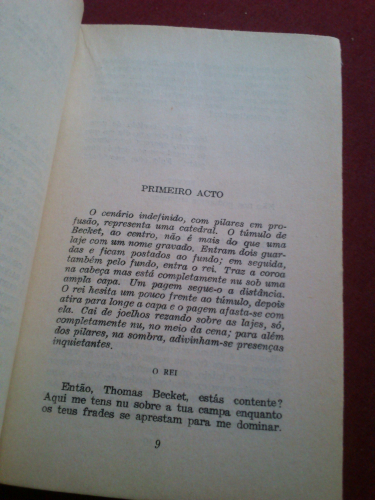 PRIMEIRO ACTO
O cenário indefinido, com pilares em pro-
fusão, representa uma catedral. O túmulo de
Becket, ao centro, não é mais do que uma
laje com um nome gravado. Entram dois guar-
das e ficam postados ao fundo; em seguida,
também pelo fundo, entra o rei. Traz a coroa
na cabeça mas está completamente nu sob uma
ampla capa. Um pagem segue-o a distância.
O rei hesita um pouco frente ao túmulo, depois
atira para longe a capa e o pagem afasta-se com
ela. Cai de joelhos rezando sobre as lajes, só,
completamente nu, no meio da cena; para além
dos pilares, na sombra, adivinham-se presenças
inquietantes.
O REI
Então, Thomas Becket, estás contente?
Aqui me tens nu sobre a tua campa enquanto
os teus frades se aprestam para me dominar.
9